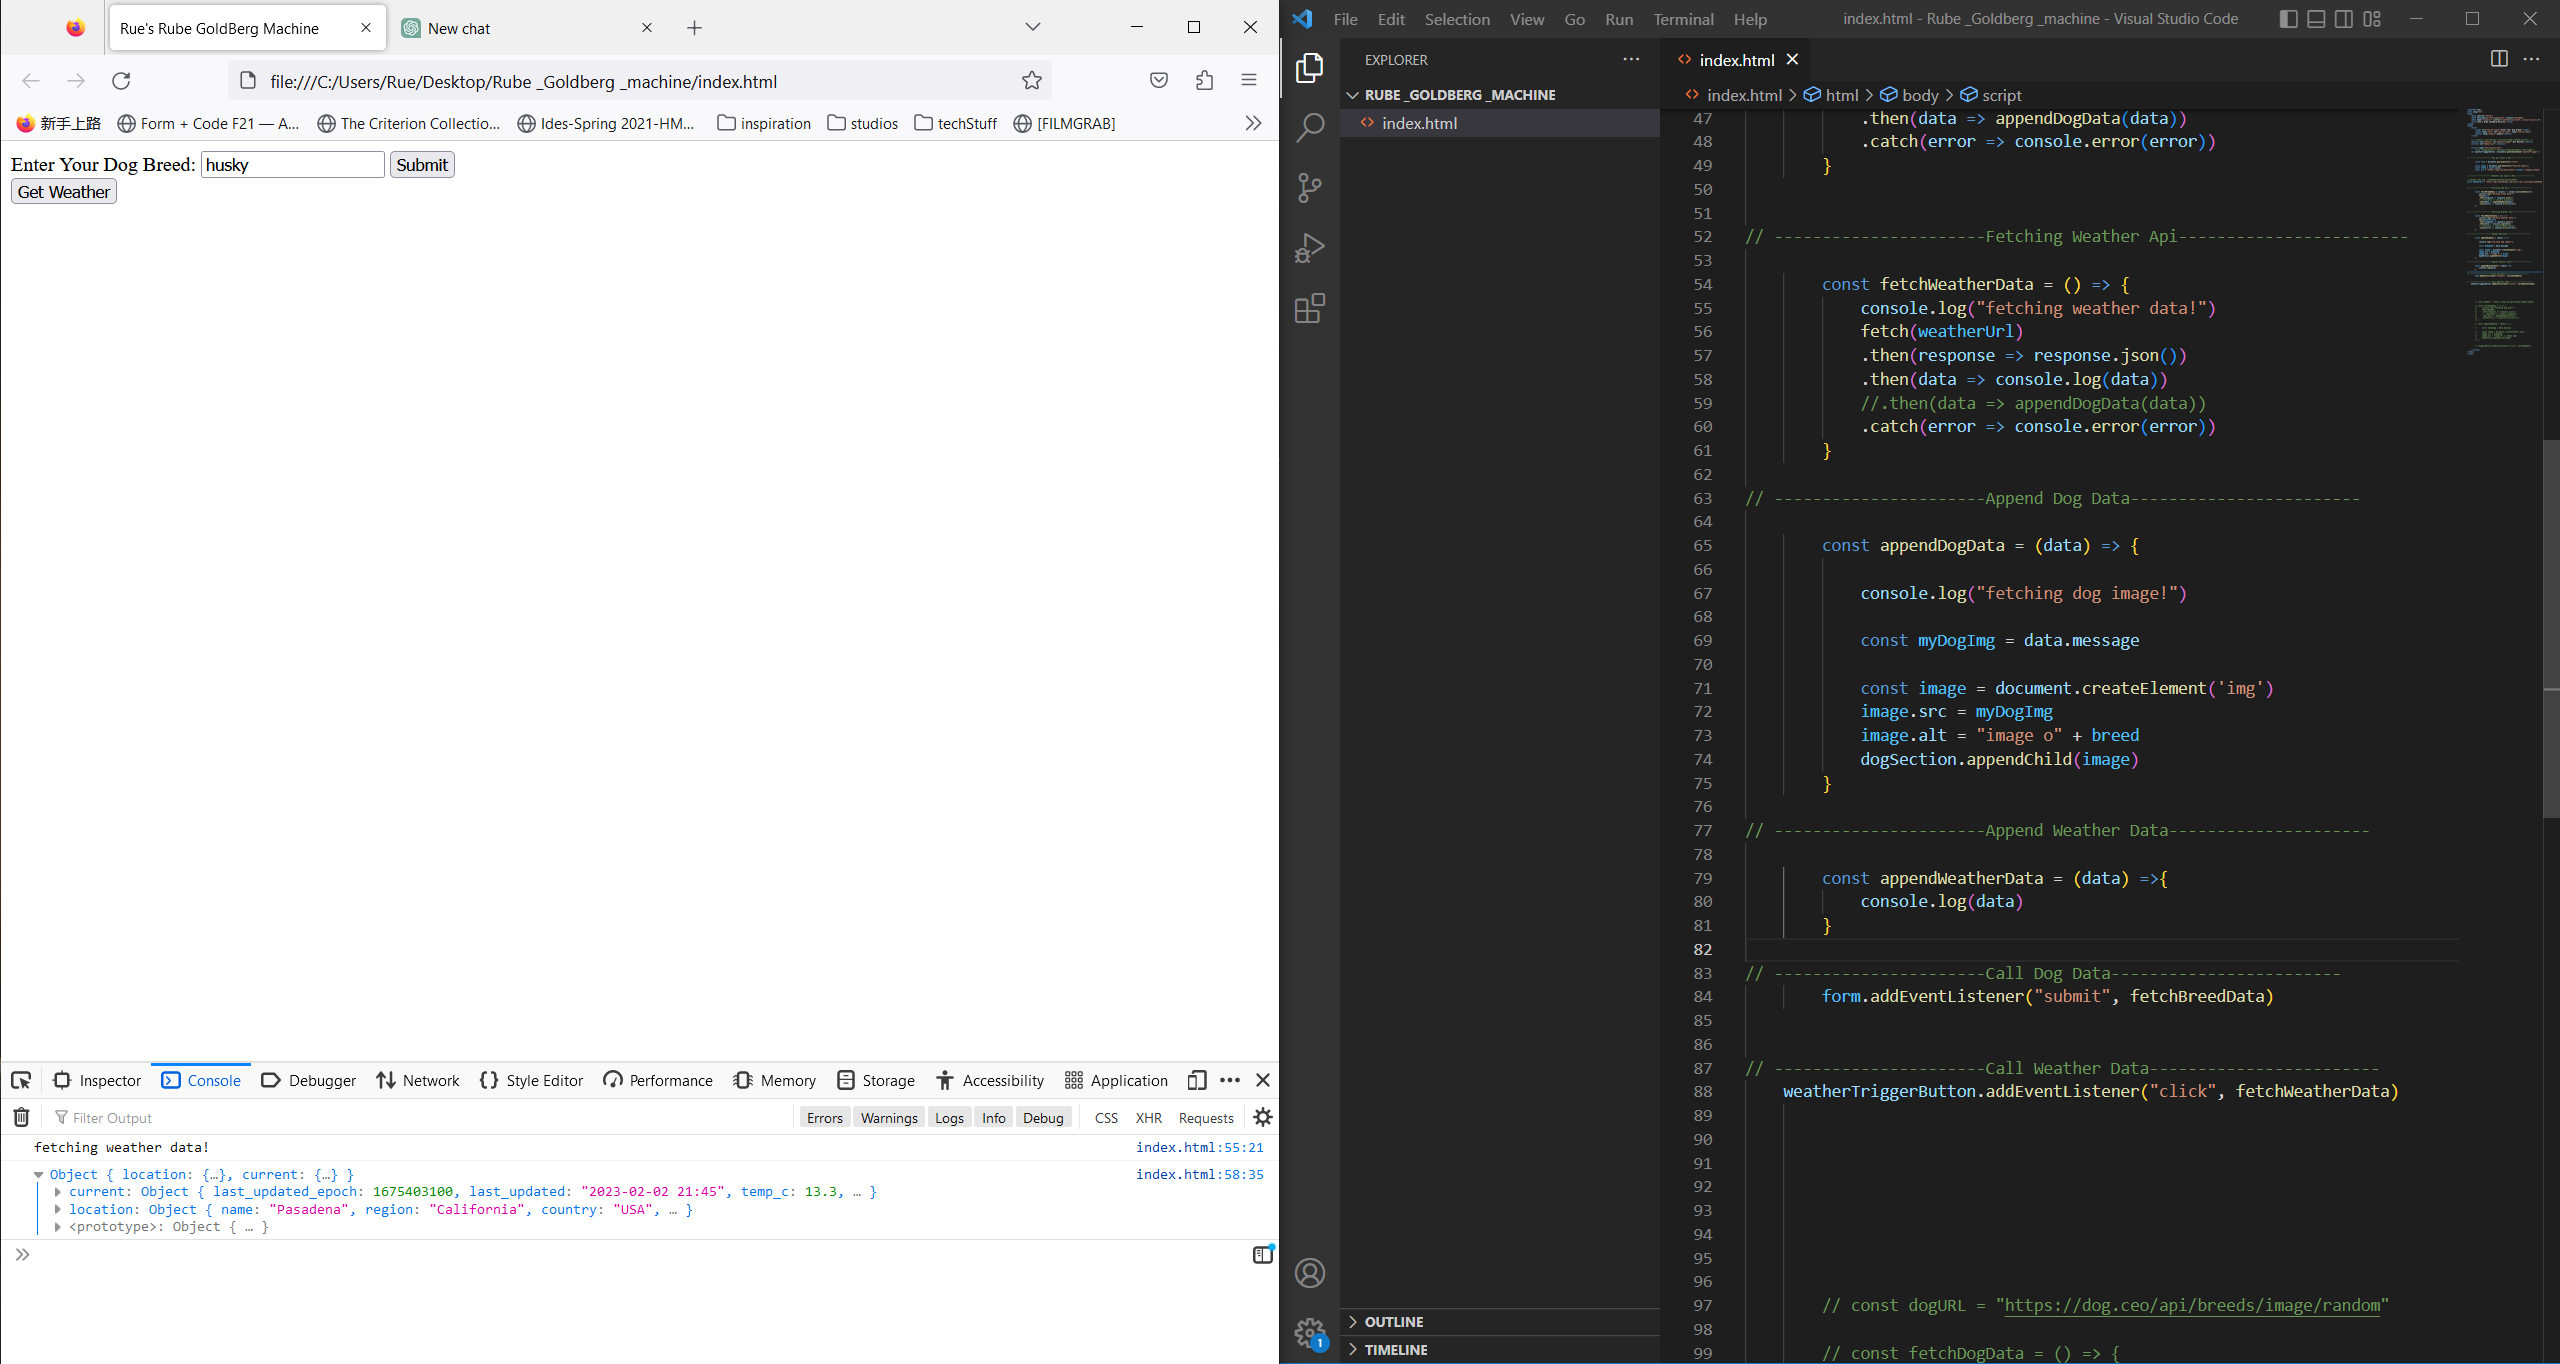 Rue's Rube GoldBerg Machine
New chat
file:///C:/Users/Rue/Desktop/Rube _Goldberg _machine/index.html
新手上路
Form + Code F21 — A...
The Criterion Collectio...
Ides-Spring 2021-HM...
inspiration
studios
techStuff
[FILMGRAB]
Enter Your Dog Breed: husky Submit
Get Weather
Inspector Console Debugger Network Style Editor Performance Memory Storage Accessibility Application
Filter Output
Errors Warnings Logs Info Debug CSS XHR Requests
fetching weather data! index.html:55:21
Object { location: {…}, current: {…} } index.html:58:35
current: Object { last_updated_epoch: 1675403100, last_updated: "2023-02-02 21:45", temp_c: 13.3, … }
location: Object { name: "Pasadena", region: "California", country: "USA", … }
<prototype>: Object { … }
File Edit Selection View Go Run Terminal Help
index.html - Rube _Goldberg _machine - Visual Studio Code
EXPLORER
RUBE _GOLDBERG _MACHINE
index.html
OUTLINE
TIMELINE
1
index.html
index.html > html > body > script
47 .then(data => appendDogData(data))
48 .catch(error => console.error(error))
49 }
50
51
52 // ----------------------Fetching Weather Api------------------------
53
54 const fetchWeatherData = () => {
55 console.log("fetching weather data!")
56 fetch(weatherUrl)
57 .then(response => response.json())
58 .then(data => console.log(data))
59 //.then(data => appendDogData(data))
60 .catch(error => console.error(error))
61 }
62
63 // ----------------------Append Dog Data------------------------
64
65 const appendDogData = (data) => {
66
67 console.log("fetching dog image!")
68
69 const myDogImg = data.message
70
71 const image = document.createElement('img')
72 image.src = myDogImg
73 image.alt = "image o" + breed
74 dogSection.appendChild(image)
75 }
76
77 // ----------------------Append Weather Data---------------------
78
79 const appendWeatherData = (data) =>{
80 console.log(data)
81 }
82
83 // ----------------------Call Dog Data------------------------
84 form.addEventListener("submit", fetchBreedData)
85
86
87 // ----------------------Call Weather Data------------------------
88 weatherTriggerButton.addEventListener("click", fetchWeatherData)
89
90
91
92
93
94
95
96
97 // const dogURL = "https://dog.ceo/api/breeds/image/random"
98
99 // const fetchDogData = () => {